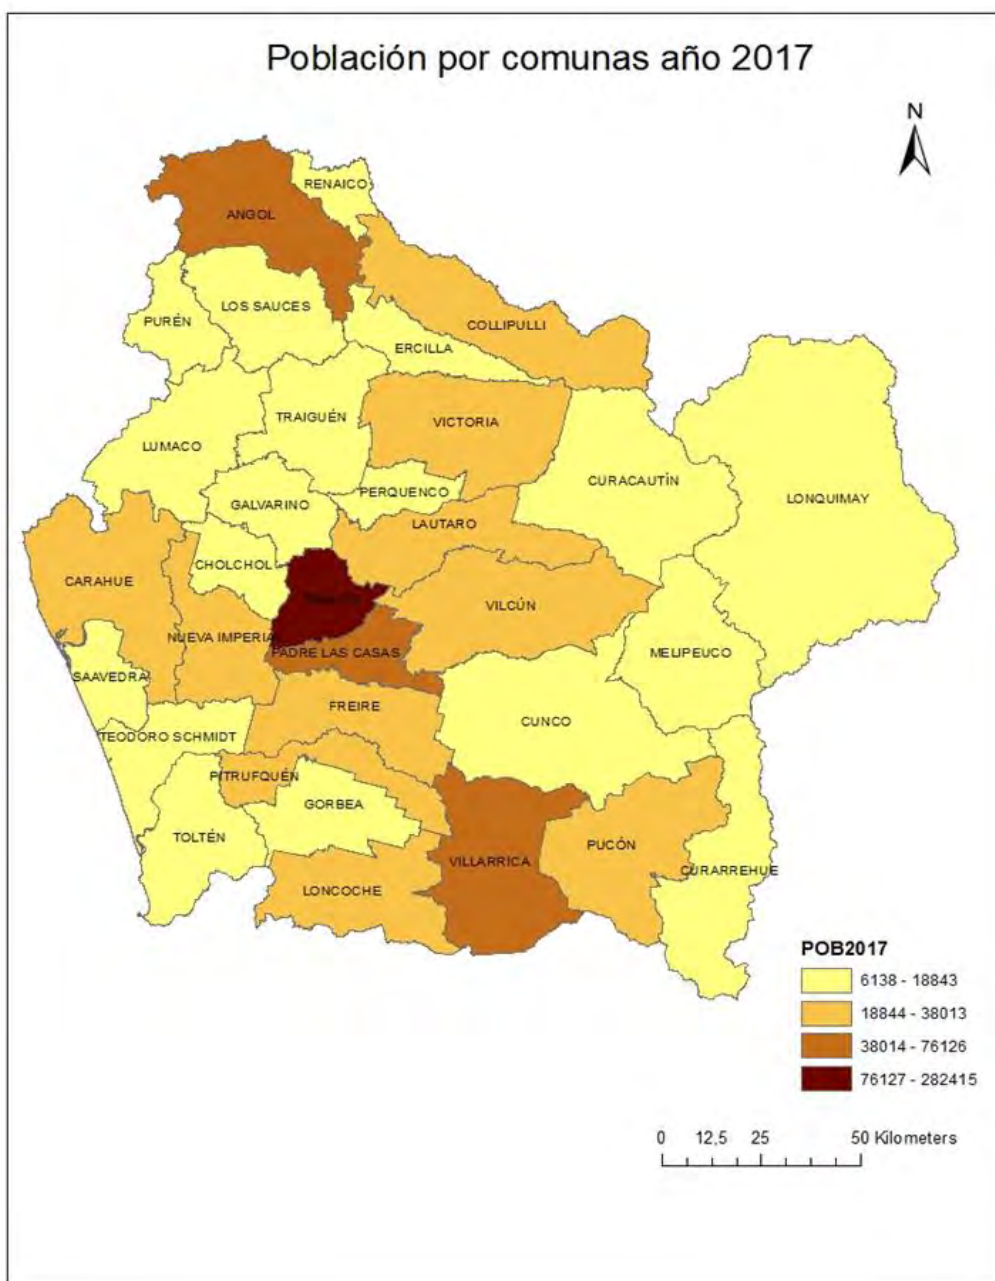 Población por comunas año 2017
N
RENAICO
ANGOL
LOS SAUCES
PURÉN
COLLIPULLI
ERCILLA
TRAIGUÉN
VICTORIA
LUMACO
CURACAUTÍN
PERQUENCO
LONQUIMAY
GALVARINO
LAUTARO
CHOLCHOL
CARAHUE
VILCÚN
NUEVA IMPERIA
PADRE LAS CASAS
MELIPEUCO
SAAVEDRA
FREIRE
CUNCO
TEODORO SCHMIDT
PITRUFQUÉN
GORBEA
TOLTÉN
PUCÓN
VILLARRICA
CURARREHUE
LONCOCHE
POB2017
6138 - 18843
18844 - 38013
38014 - 76126
76127 - 282415
0 12,5 25 50 Kilometers